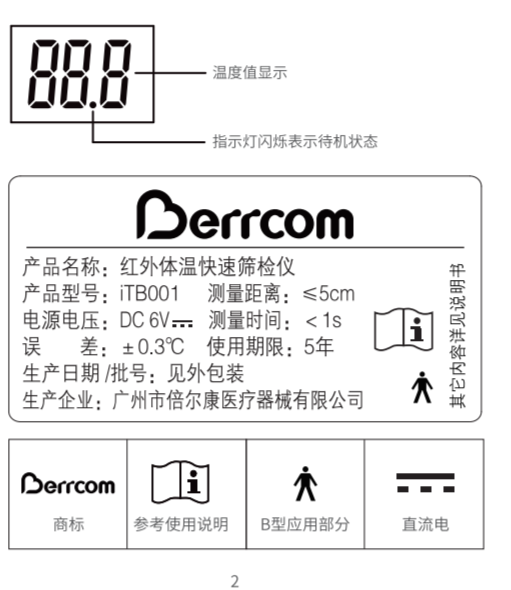 88.8
温度值显示
指示灯闪烁表示待机状态
Berrcom
产品名称：红外体温快速筛检仪
产品型号：iTB001 测量距离：≤5cm
电源电压：DC 6V⎓ 测量时间：＜1s
误 差：±0.3℃ 使用期限：5年
生产日期/批号：见外包装
生产企业：广州市倍尔康医疗器械有限公司
其它内容详见说明书
Berrcom
商标
参考使用说明
B型应用部分
直流电
2